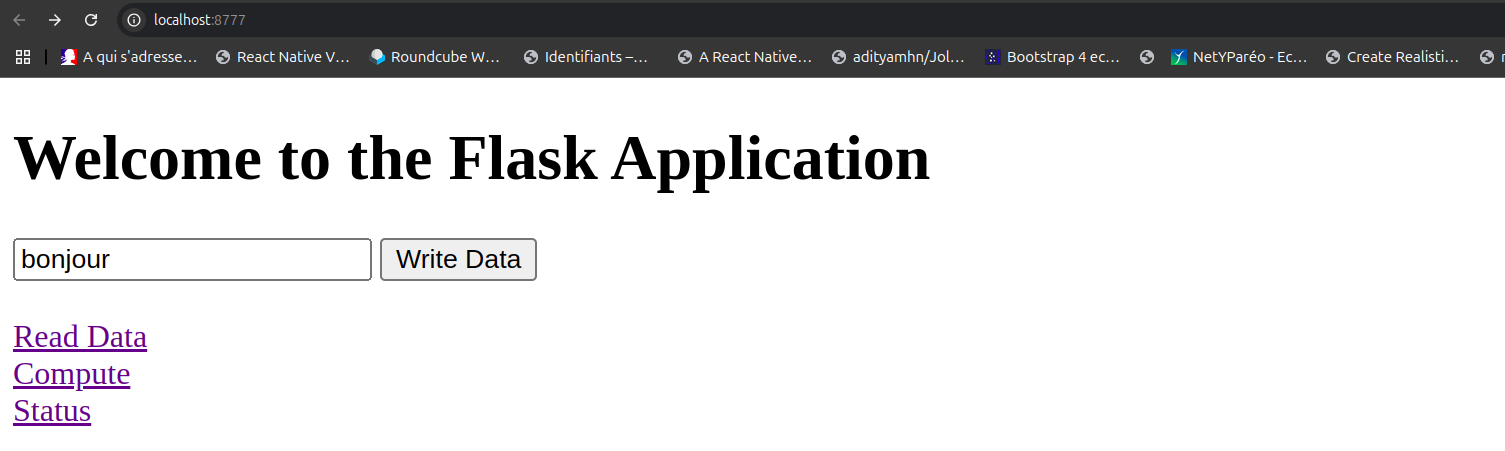 localhost:8777
A qui s'adresse… React Native V… Roundcube W… Identifiants –… A React Native… adityamhn/Jol… Bootstrap 4 ec… NetYParéo - Ec… Create Realisti…
Welcome to the Flask Application
bonjour Write Data
Read Data
Compute
Status